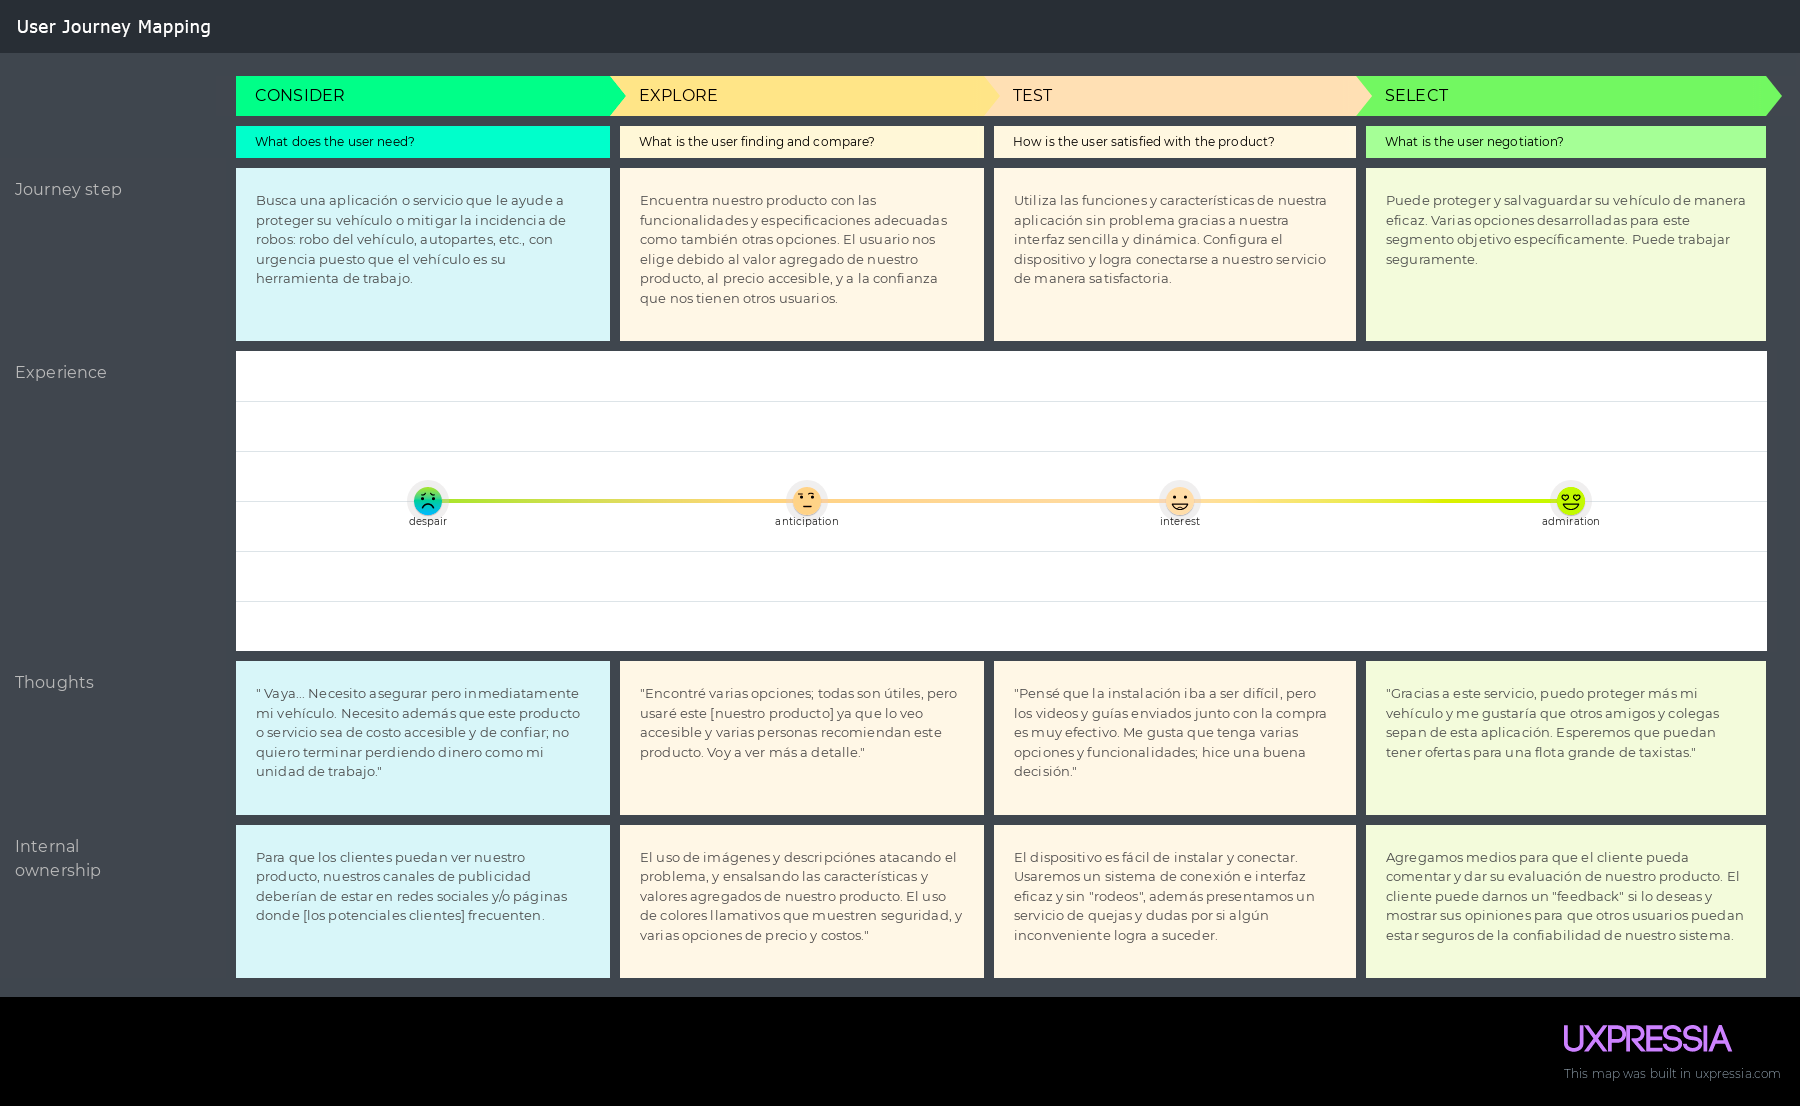 User Journey Mapping
CONSIDER
EXPLORE
TEST
SELECT
What does the user need?
What is the user finding and compare?
How is the user satisfied with the product?
What is the user negotiation?
Journey step
Busca una aplicación o servicio que le ayude a
proteger su vehículo o mitigar la incidencia de
robos: robo del vehículo, autopartes, etc., con
urgencia puesto que el vehículo es su
herramienta de trabajo.
Encuentra nuestro producto con las
funcionalidades y especificaciones adecuadas
como también otras opciones. El usuario nos
elige debido al valor agregado de nuestro
producto, al precio accesible, y a la confianza
que nos tienen otros usuarios.
Utiliza las funciones y características de nuestra
aplicación sin problema gracias a nuestra
interfaz sencilla y dinámica. Configura el
dispositivo y logra conectarse a nuestro servicio
de manera satisfactoria.
Puede proteger y salvaguardar su vehículo de manera
eficaz. Varias opciones desarrolladas para este
segmento objetivo específicamente. Puede trabajar
seguramente.
Experience
despair
anticipation
interest
admiration
Thoughts
" Vaya... Necesito asegurar pero inmediatamente
mi vehículo. Necesito además que este producto
o servicio sea de costo accesible y de confiar; no
quiero terminar perdiendo dinero como mi
unidad de trabajo."
"Encontré varias opciones; todas son útiles, pero
usaré este [nuestro producto] ya que lo veo
accesible y varias personas recomiendan este
producto. Voy a ver más a detalle."
"Pensé que la instalación iba a ser difícil, pero
los videos y guías enviados junto con la compra
es muy efectivo. Me gusta que tenga varias
opciones y funcionalidades; hice una buena
decisión."
"Gracias a este servicio, puedo proteger más mi
vehículo y me gustaría que otros amigos y colegas
sepan de esta aplicación. Esperemos que puedan
tener ofertas para una flota grande de taxistas."
Internal
ownership
Para que los clientes puedan ver nuestro
producto, nuestros canales de publicidad
deberían de estar en redes sociales y/o páginas
donde [los potenciales clientes] frecuenten.
El uso de imágenes y descripciónes atacando el
problema, y ensalsando las características y
valores agregados de nuestro producto. El uso
de colores llamativos que muestren seguridad, y
varias opciones de precio y costos."
El dispositivo es fácil de instalar y conectar.
Usaremos un sistema de conexión e interfaz
eficaz y sin "rodeos", además presentamos un
servicio de quejas y dudas por si algún
inconveniente logra a suceder.
Agregamos medios para que el cliente pueda
comentar y dar su evaluación de nuestro producto. El
cliente puede darnos un "feedback" si lo deseas y
mostrar sus opiniones para que otros usuarios puedan
estar seguros de la confiabilidad de nuestro sistema.
UXPRESSIA
This map was built in uxpressia.com